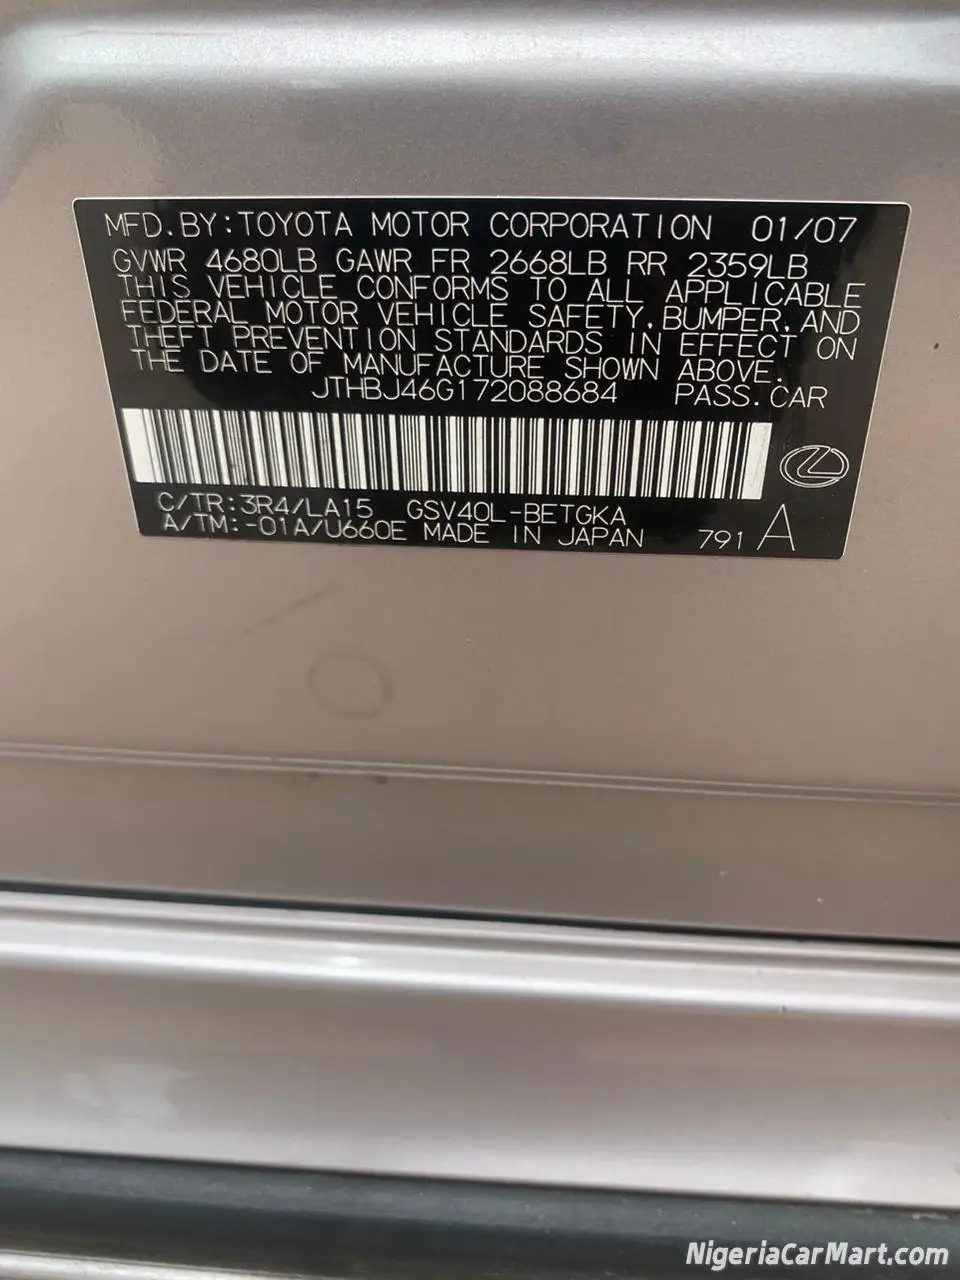 MFD.BY:TOYOTA MOTOR CORPORATION 01/07
GVWR 4680LB GAWR FR 2668LB RR 2359LB
THIS VEHICLE CONFORMS TO ALL APPLICABLE
FEDERAL MOTOR VEHICLE SAFETY,BUMPER,AND
THEFT PREVENTION STANDARDS IN EFFECT ON
THE DATE OF MANUFACTURE SHOWN ABOVE.
JTHBJ46G172088684 PASS.CAR
C/TR:3R4/LA15 GSV40L-BETGKA
A/TM:-01A/U660E MADE IN JAPAN 791 A
NigeriaCarMart.com